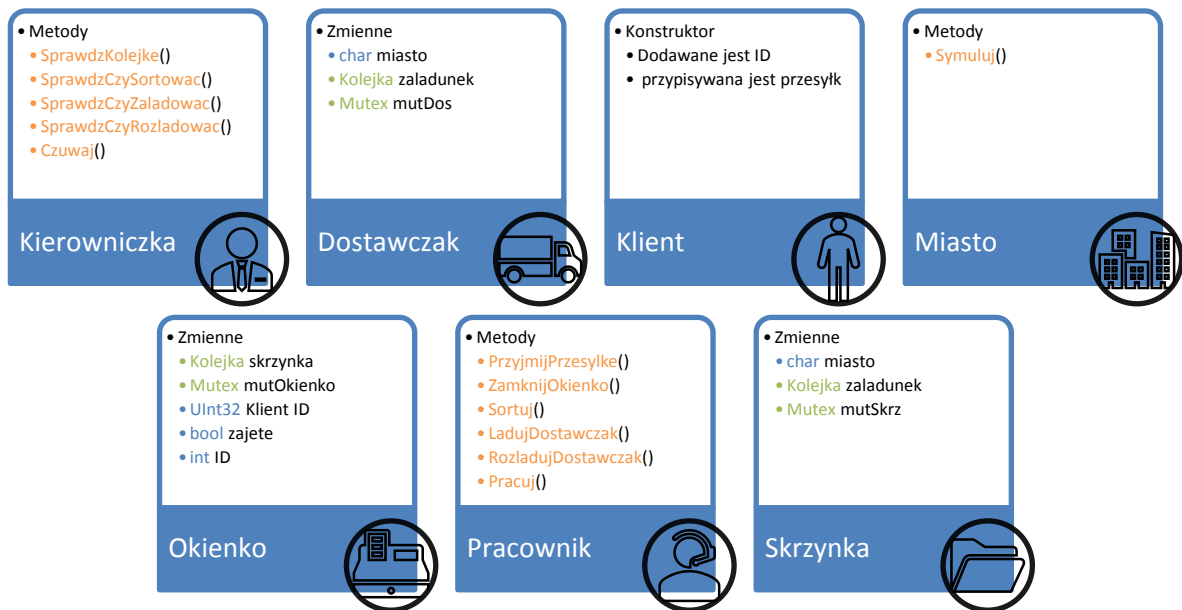 • Metody
• SprawdzKolejke()
• SprawdzCzySortowac()
• SprawdzCzyZaladowac()
• SprawdzCzyRozladowac()
• Czuwaj()
Kierowniczka
• Zmienne
• char miasto
• Kolejka zaladunek
• Mutex mutDos
Dostawczak
• Konstruktor
• Dodawane jest ID
• przypisywana jest przesyłk
Klient
• Metody
• Symuluj()
Miasto
• Zmienne
• Kolejka skrzynka
• Mutex mutOkienko
• UInt32 Klient ID
• bool zajete
• int ID
Okienko
• Metody
• PrzyjmijPrzesylke()
• ZamknijOkienko()
• Sortuj()
• LadujDostawczak()
• RozladujDostawczak()
• Pracuj()
Pracownik
• Zmienne
• char miasto
• Kolejka zaladunek
• Mutex mutSkrz
Skrzynka